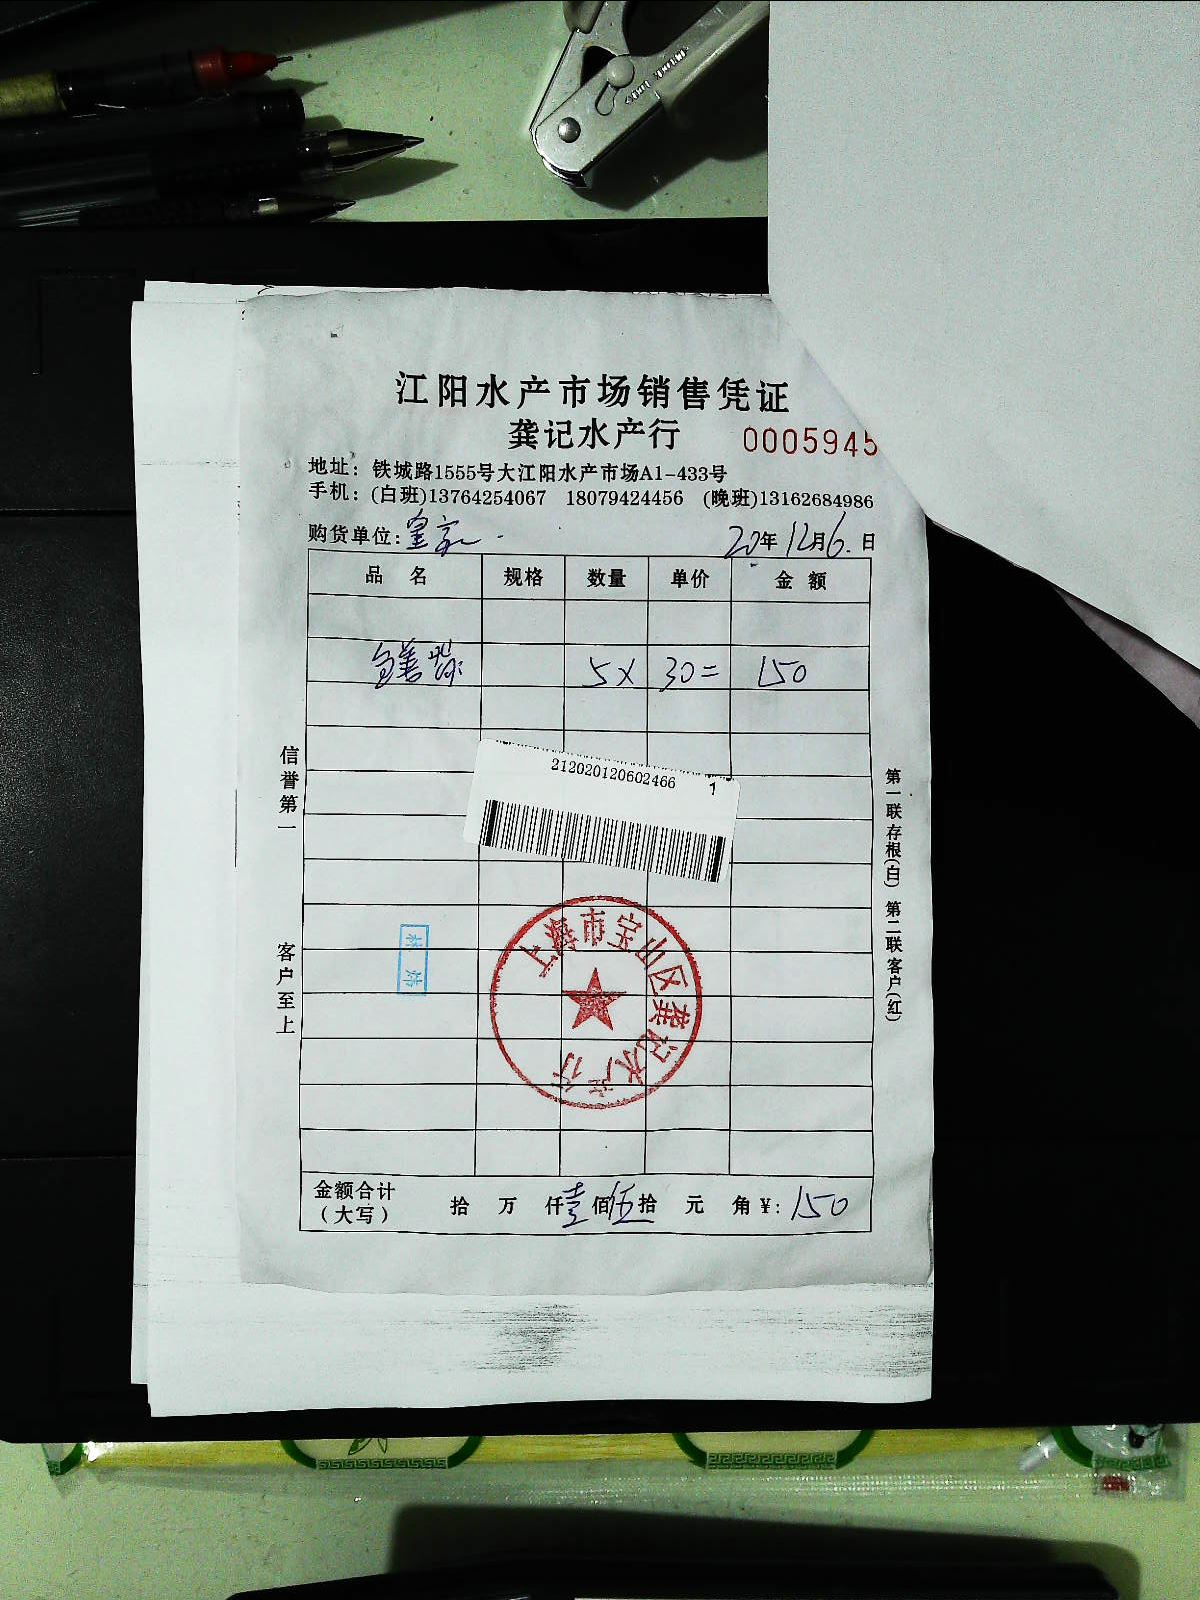 江阳水产市场销售凭证
龚记水产行 0005945
地址：铁城路1555号大江阳水产市场A1-433号
手机：(白班)13764254067 18079424456 (晚班)13162684986
购货单位：皇家 20年12月6日
品名 规格 数量 单价 金额
鳝丝 5× 30= 150
212020120602466 1
信誉第一
客户至上
第一联存根(白) 第二联客户(红)
上海市宝山区龚记水产行
金额合计 拾 万 仟壹佰伍拾 元 角￥:150
（大写）